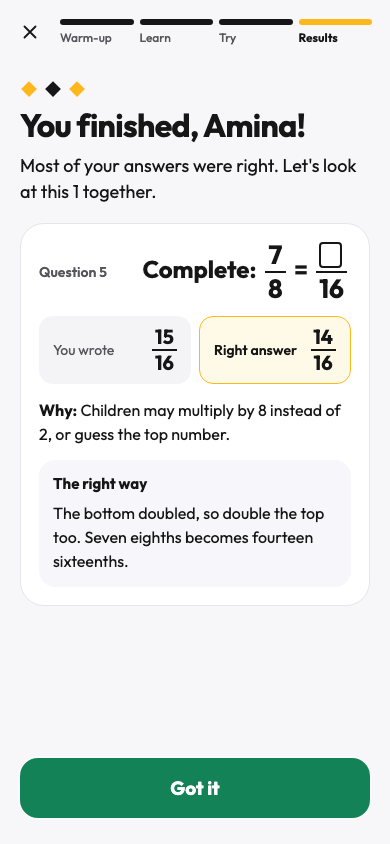 Warm-up Learn Try Results
You finished, Amina!
Most of your answers were right. Let's look
at this 1 together.
Question 5 Complete: 7/8 = □/16
You wrote 15/16 Right answer 14/16
Why: Children may multiply by 8 instead of
2, or guess the top number.
The right way
The bottom doubled, so double the top
too. Seven eighths becomes fourteen
sixteenths.
Got it